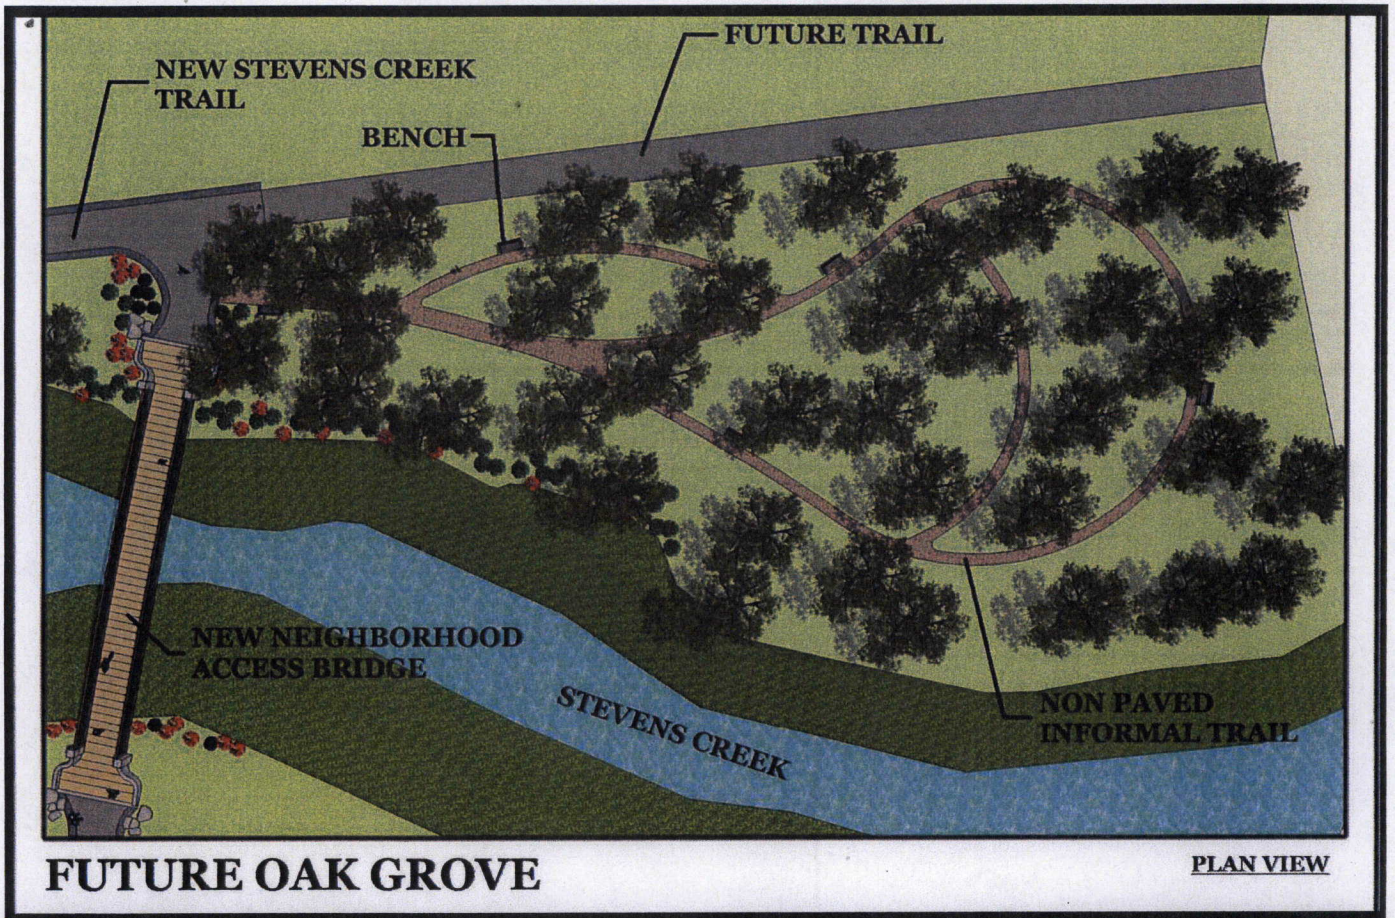 FUTURE TRAIL
NEW STEVENS CREEK
TRAIL
BENCH
NEW NEIGHBORHOOD
ACCESS BRIDGE
STEVENS CREEK
NON PAVED
INFORMAL TRAIL
FUTURE OAK GROVE
PLAN VIEW